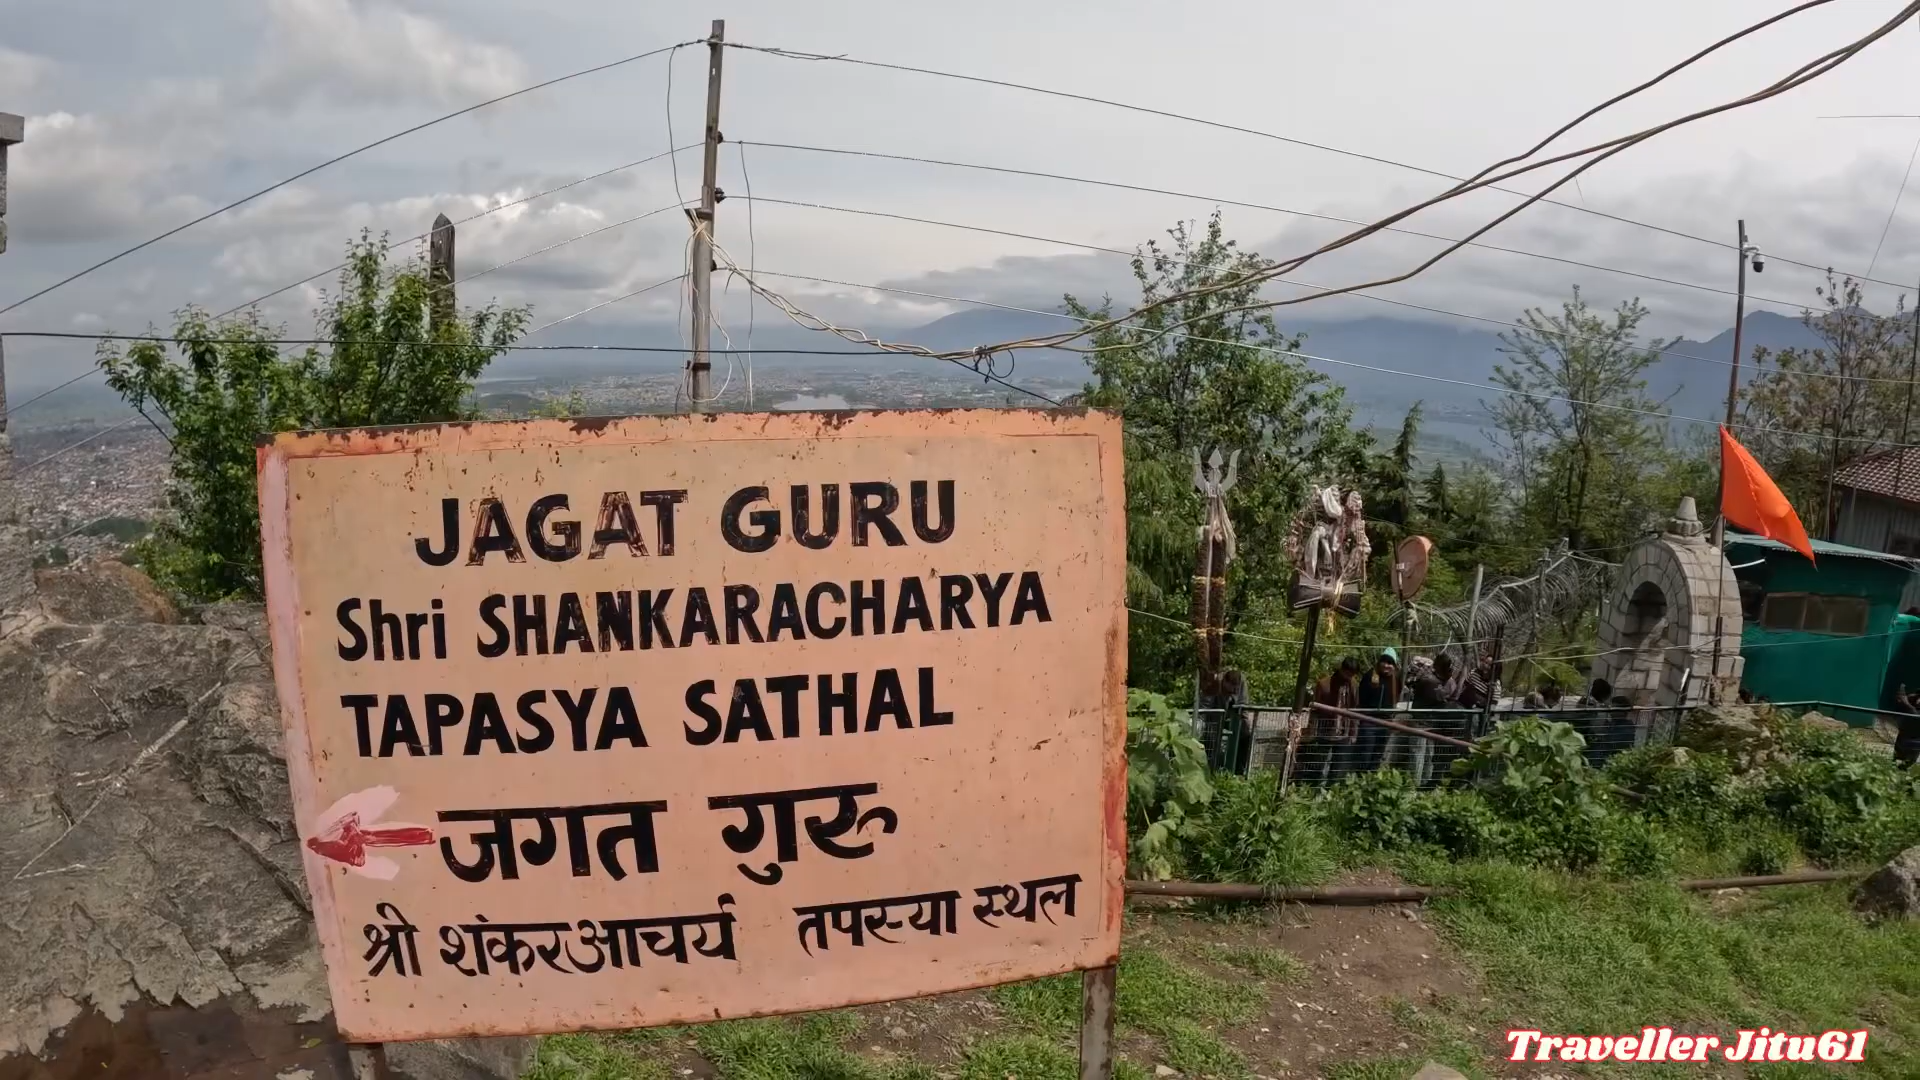 JAGAT GURU
Shri SHANKARACHARYA
TAPASYA SATHAL
जगत गुरु
श्री शंकरआचर्य तपस्या स्थल
Traveller Jitu61